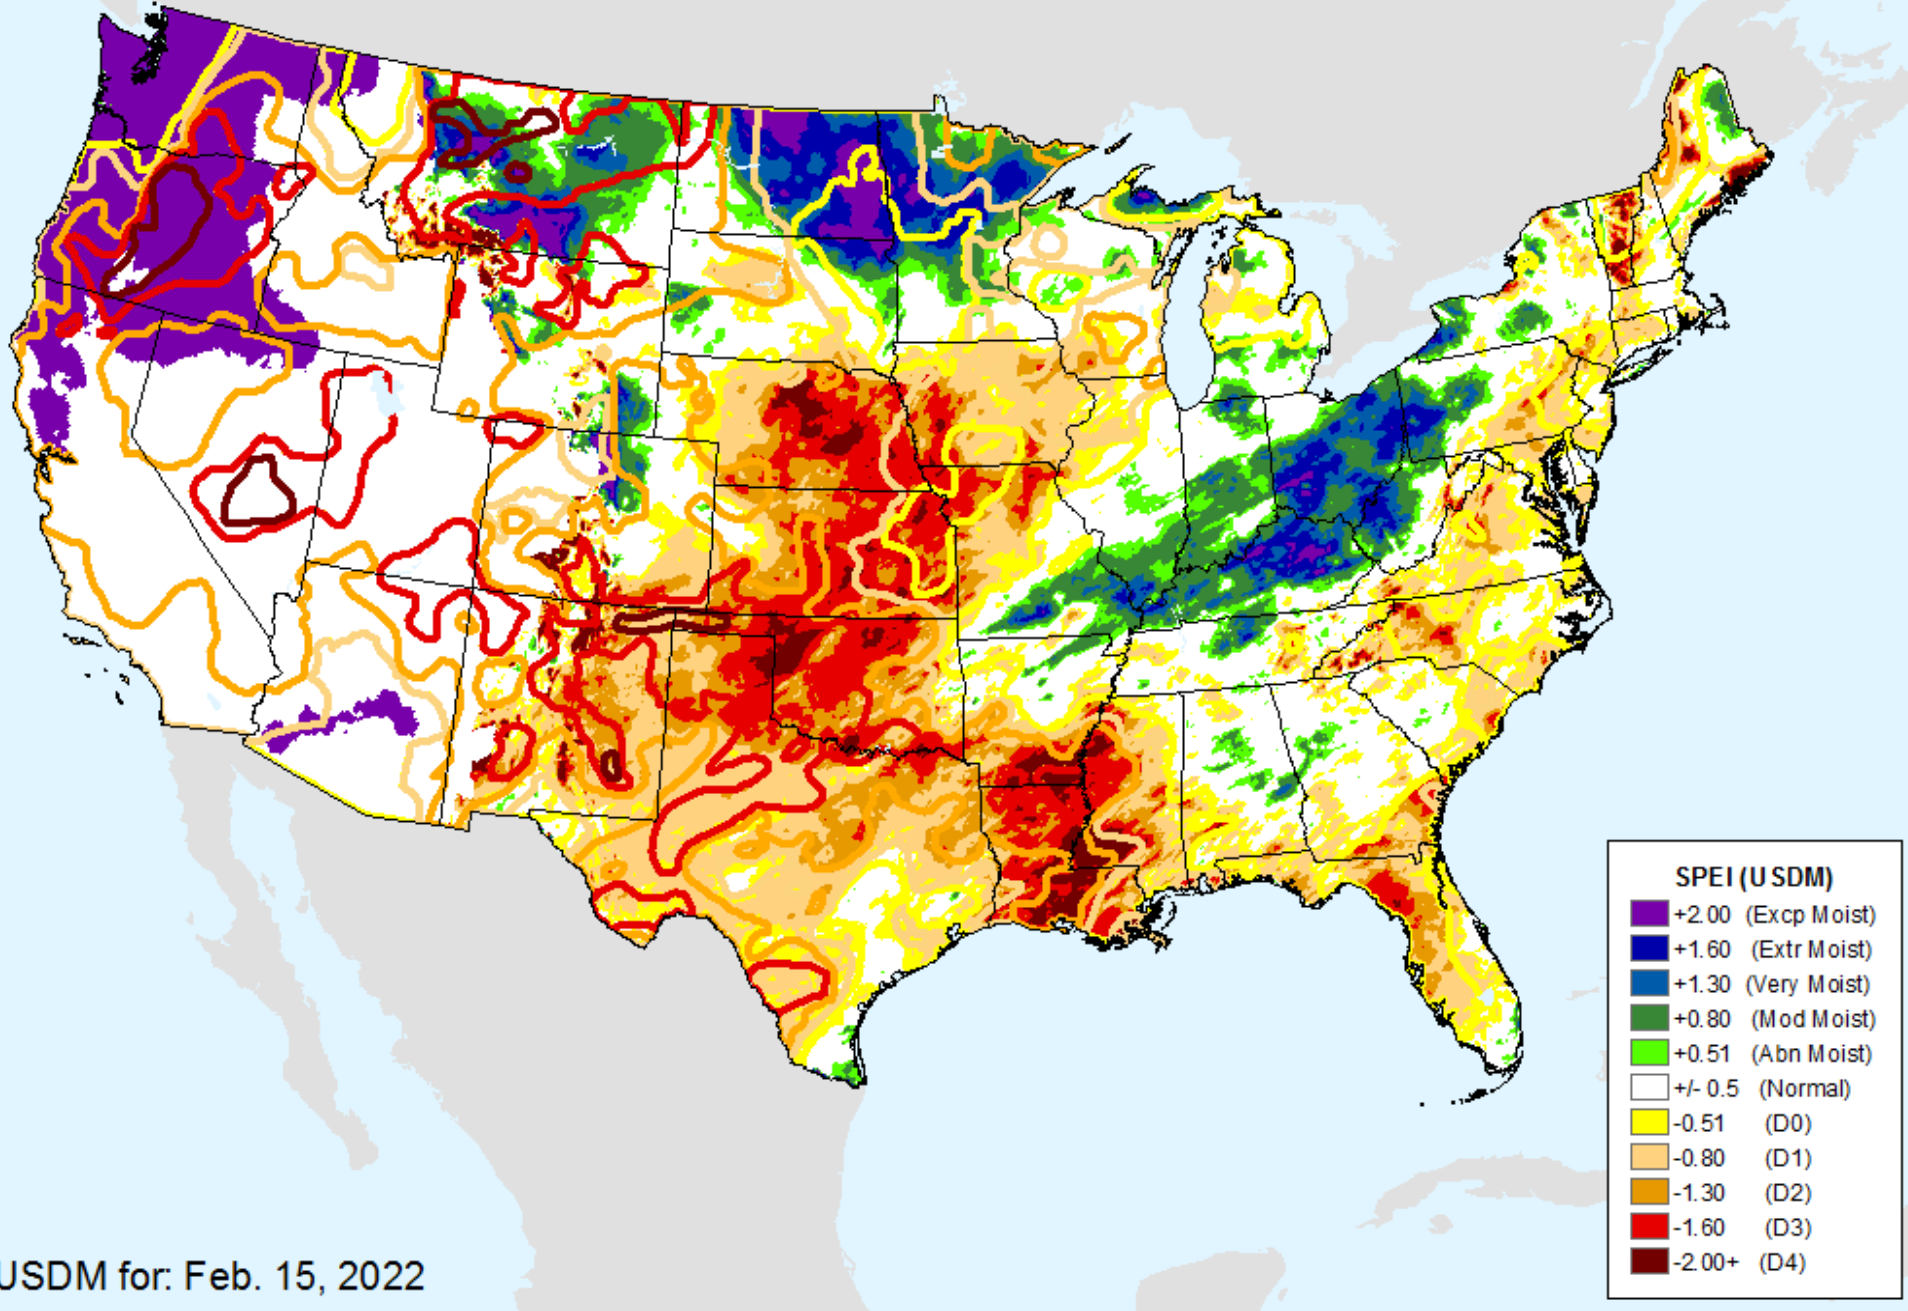 SPEI (USDM)
+2.00 (Excp Moist)
+1.60 (Extr Moist)
+1.30 (Very Moist)
+0.80 (Mod Moist)
+0.51 (Abn Moist)
+/- 0.5 (Normal)
-0.51 (D0)
-0.80 (D1)
-1.30 (D2)
-1.60 (D3)
-2.00+ (D4)
USDM for: Feb. 15, 2022